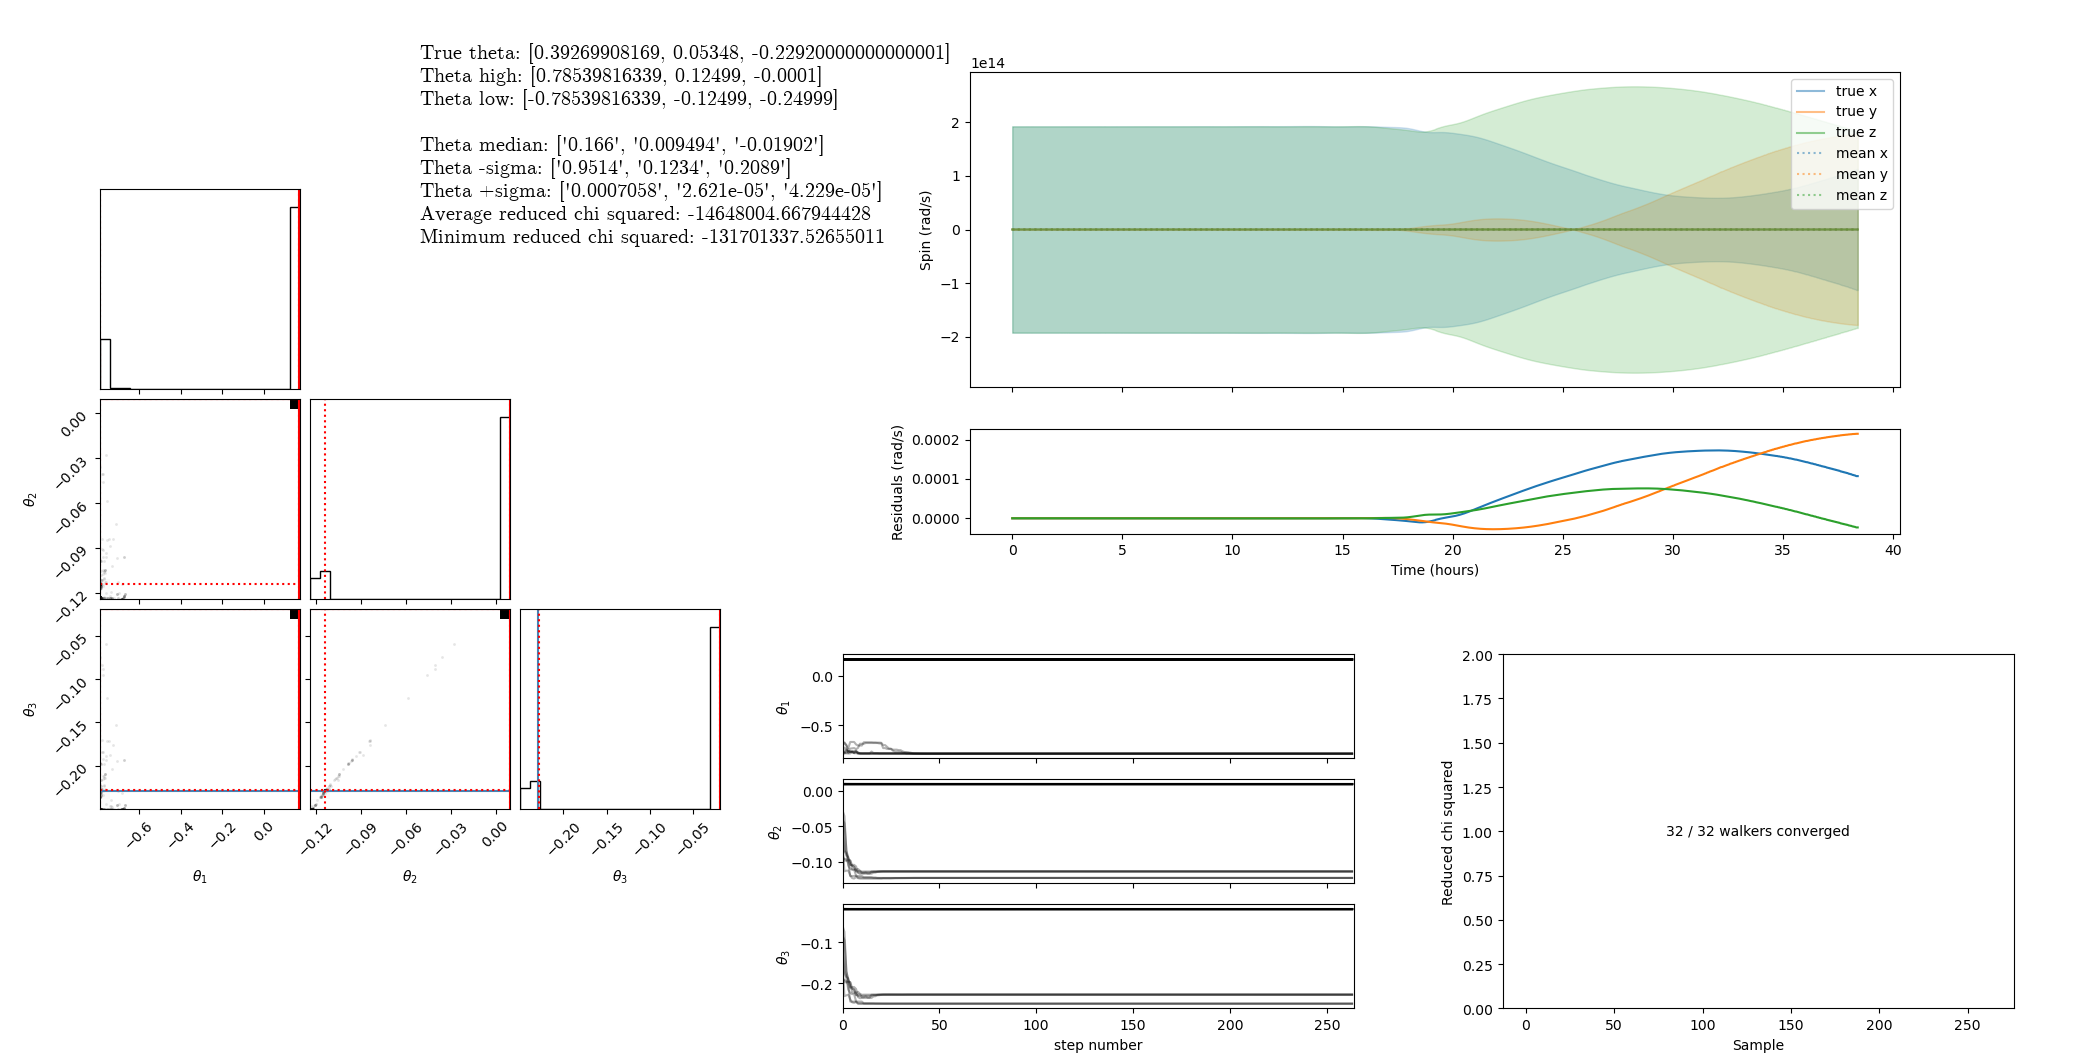 True theta: [0.39269908169, 0.05348, -0.22920000000000001]
Theta high: [0.78539816339, 0.12499, -0.0001]
Theta low: [-0.78539816339, -0.12499, -0.24999]
Theta median: ['0.166', '0.009494', '-0.01902']
Theta -sigma: ['0.9514', '0.1234', '0.2089']
Theta +sigma: ['0.0007058', '2.621e-05', '4.229e-05']
Average reduced chi squared: -14648004.667944428
Minimum reduced chi squared: -131701337.52655011
1e14
true x
true y
true z
mean x
mean y
mean z
2
1
0
−1
−2
Spin (rad/s)
0.0002
0.0001
0.0000
Residuals (rad/s)
0 5 10 15 20 25 30 35 40
Time (hours)
0.00
−0.03
−0.06
−0.09
−0.12
θ2
−0.05
−0.10
−0.15
−0.20
θ3
−0.6 −0.4 −0.2 0.0
θ1
−0.12 −0.09 −0.06 −0.03 0.00
θ2
−0.20 −0.15 −0.10 −0.05
θ3
0.0
−0.5
θ1
0.00
−0.05
−0.10
θ2
−0.1
−0.2
θ3
0 50 100 150 200 250
step number
2.00
1.75
1.50
1.25
1.00
0.75
0.50
0.25
0.00
Reduced chi squared
32 / 32 walkers converged
0 50 100 150 200 250
Sample